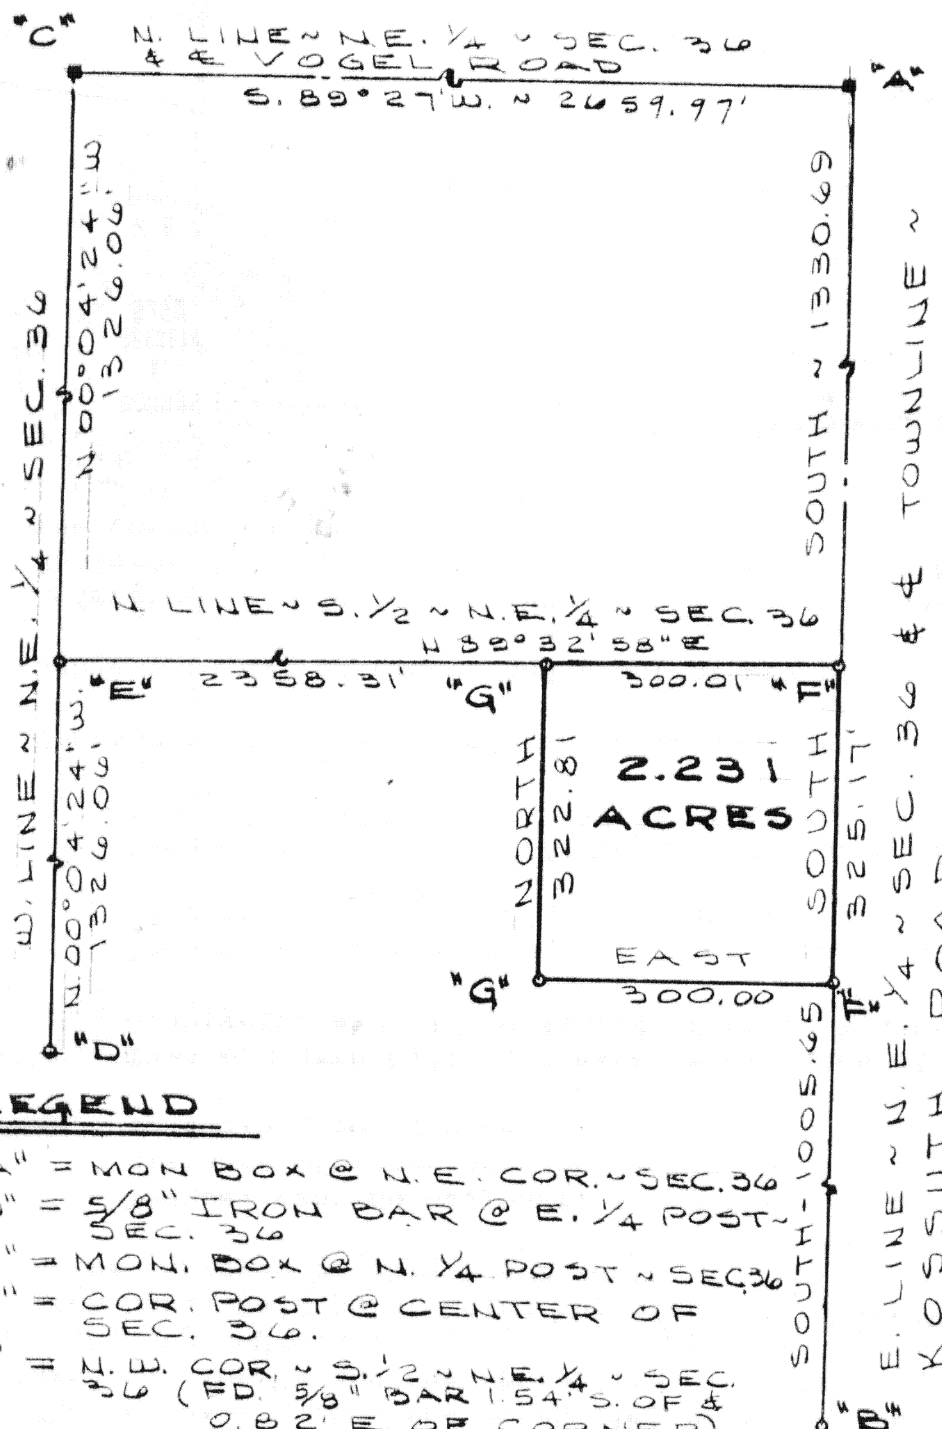 "C"
N. LINE ~ N.E. 1/4 ~ SEC. 36
& ℄ VOGEL ROAD
"A"
S. 89°27'W. ~ 2659.97'
N 00°04'24"W
1326.06'
SOUTH ~ 1330.69
W. LINE ~ N.E. 1/4 ~ SEC. 36
E. LINE ~ N.E. 1/4 ~ SEC. 36 & ℄ TOWNLINE ~
N. LINE ~ S. 1/2 ~ N.E. 1/4 ~ SEC. 36
N 89°32'58"E
"E"
2358.31'
"G"
300.01
"F"
N. 00°04'24"W.
1326.06'
NORTH
322.81
2.231
ACRES
SOUTH
325.17'
EAST
"G"
300.00
"F"
"D"
SOUTH - 1005.65
KOSSUTH ROAD
LEGEND
A" = MON BOX @ N.E. COR. ~ SEC. 36
" = 5/8" IRON BAR @ E. 1/4 POST ~
SEC. 36
" = MON. BOX @ N. 1/4 POST ~ SEC 36
" = COR. POST @ CENTER OF
SEC. 36.
= N.W. COR. ~ S. 1/2 ~ N.E. 1/4 ~ SEC.
36 (FD. 5/8" BAR 1.54' S. OF &
0.82' E. OF CORNER)
"B"